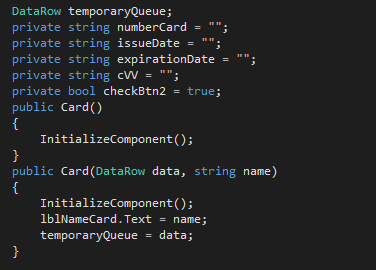 DataRow temporaryQueue;
private string numberCard = "";
private string issueDate = "";
private string expirationDate = "";
private string cVV = "";
private bool checkBtn2 = true;
public Card()
{
    InitializeComponent();
}
public Card(DataRow data, string name)
{
    InitializeComponent();
    lblNameCard.Text = name;
    temporaryQueue = data;
}